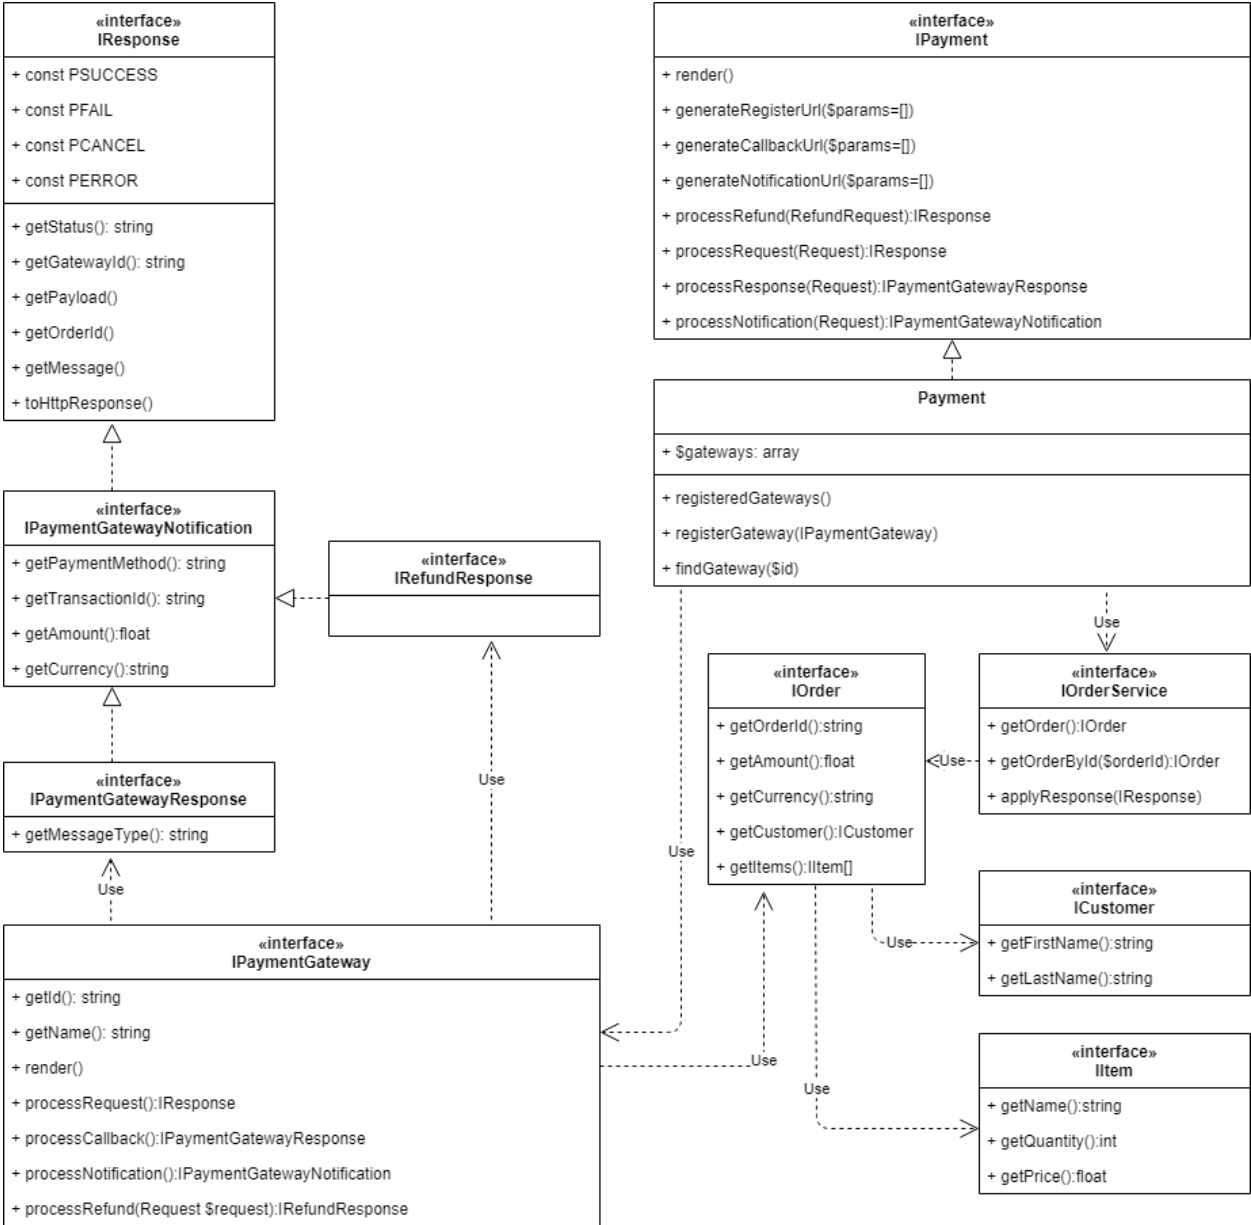 «interface»
IResponse
+ const PSUCCESS
+ const PFAIL
+ const PCANCEL
+ const PERROR
+ getStatus(): string
+ getGatewayId(): string
+ getPayload()
+ getOrderId()
+ getMessage()
+ toHttpResponse()
«interface»
IPayment
+ render()
+ generateRegisterUrl($params=[])
+ generateCallbackUrl($params=[])
+ generateNotificationUrl($params=[])
+ processRefund(RefundRequest):IResponse
+ processRequest(Request):IResponse
+ processResponse(Request):IPaymentGatewayResponse
+ processNotification(Request):IPaymentGatewayNotification
Payment
+ $gateways: array
+ registeredGateways()
+ registerGateway(IPaymentGateway)
+ findGateway($id)
«interface»
IPaymentGatewayNotification
+ getPaymentMethod(): string
+ getTransactionId(): string
+ getAmount():float
+ getCurrency():string
«interface»
IRefundResponse
Use
«interface»
IOrder
+ getOrderId():string
+ getAmount():float
+ getCurrency():string
+ getCustomer():ICustomer
+ getItems():IItem[]
Use
«interface»
IOrderService
+ getOrder():IOrder
+ getOrderById($orderId):IOrder
+ applyResponse(IResponse)
«interface»
IPaymentGatewayResponse
+ getMessageType(): string
Use
Use
Use
«interface»
ICustomer
+ getFirstName():string
+ getLastName():string
Use
«interface»
IPaymentGateway
+ getId(): string
+ getName(): string
+ render()
+ processRequest():IResponse
+ processCallback():IPaymentGatewayResponse
+ processNotification():IPaymentGatewayNotification
+ processRefund(Request $request):IRefundResponse
Use
Use
«interface»
IItem
+ getName():string
+ getQuantity():int
+ getPrice():float